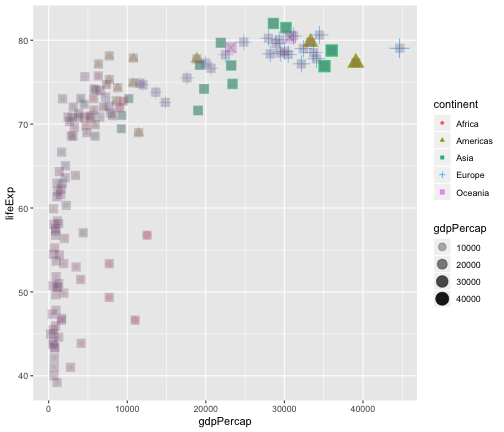 80
70
60
50
40
lifeExp
0
10000
20000
30000
40000
gdpPercap
continent
Africa
Americas
Asia
Europe
Oceania
gdpPercap
10000
20000
30000
40000